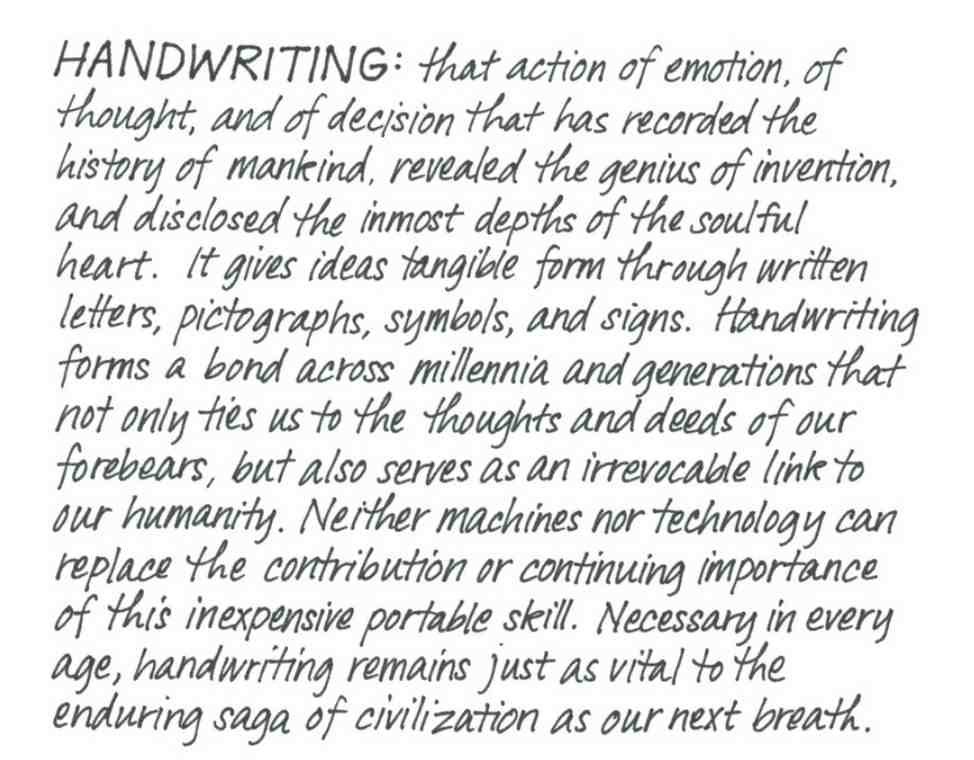 HANDWRITING: that action of emotion, of
thought, and of decision that has recorded the
history of mankind, revealed the genius of invention,
and disclosed the inmost depths of the soulful
heart. It gives ideas tangible form through written
letters, pictographs, symbols, and signs. Handwriting
forms a bond across millennia and generations that
not only ties us to the thoughts and deeds of our
forebears, but also serves as an irrevocable link to
our humanity. Neither machines nor technology can
replace the contribution or continuing importance
of this inexpensive portable skill. Necessary in every
age, handwriting remains just as vital to the
enduring saga of civilization as our next breath.